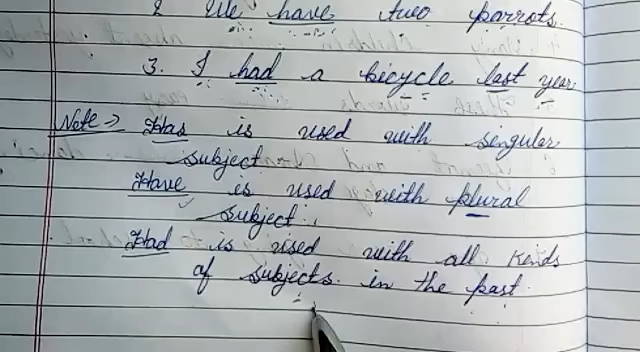 2 We have two parrots.
3. I had a bicycle last year
Note => Has is used with singular
subject
Have is used with plural
subject.
Had is used with all kinds
of subjects. in the past